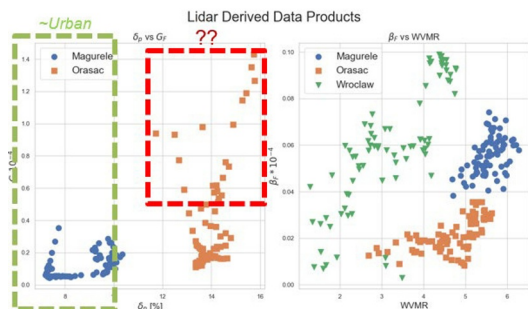 ~Urban
Lidar Derived Data Products
δp vs GF
??
βF vs WVMR
Magurele
Orasac
1.4
1.2
1.0
0.8
0.6
0.4
0.2
0.0
8
10
12
14
16
Magurele
Orasac
Wroclaw
0.10
0.08
0.06
0.04
0.02
0.00
βF * 10⁻⁴
2
3
4
5
6
WVMR